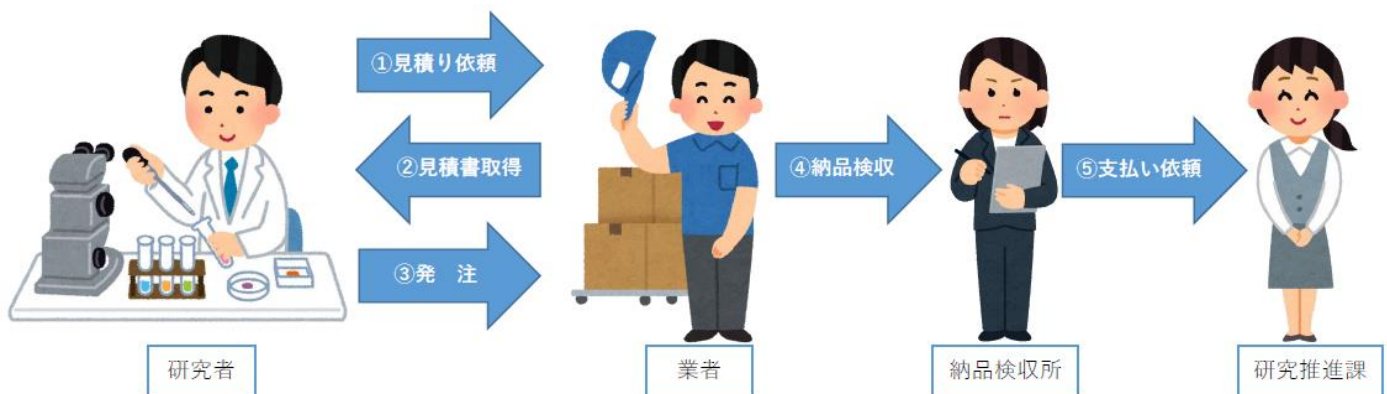 ①見積り依頼
②見積書取得
③発　注
④納品検収
⑤支払い依頼
研究者
業者
納品検収所
研究推進課